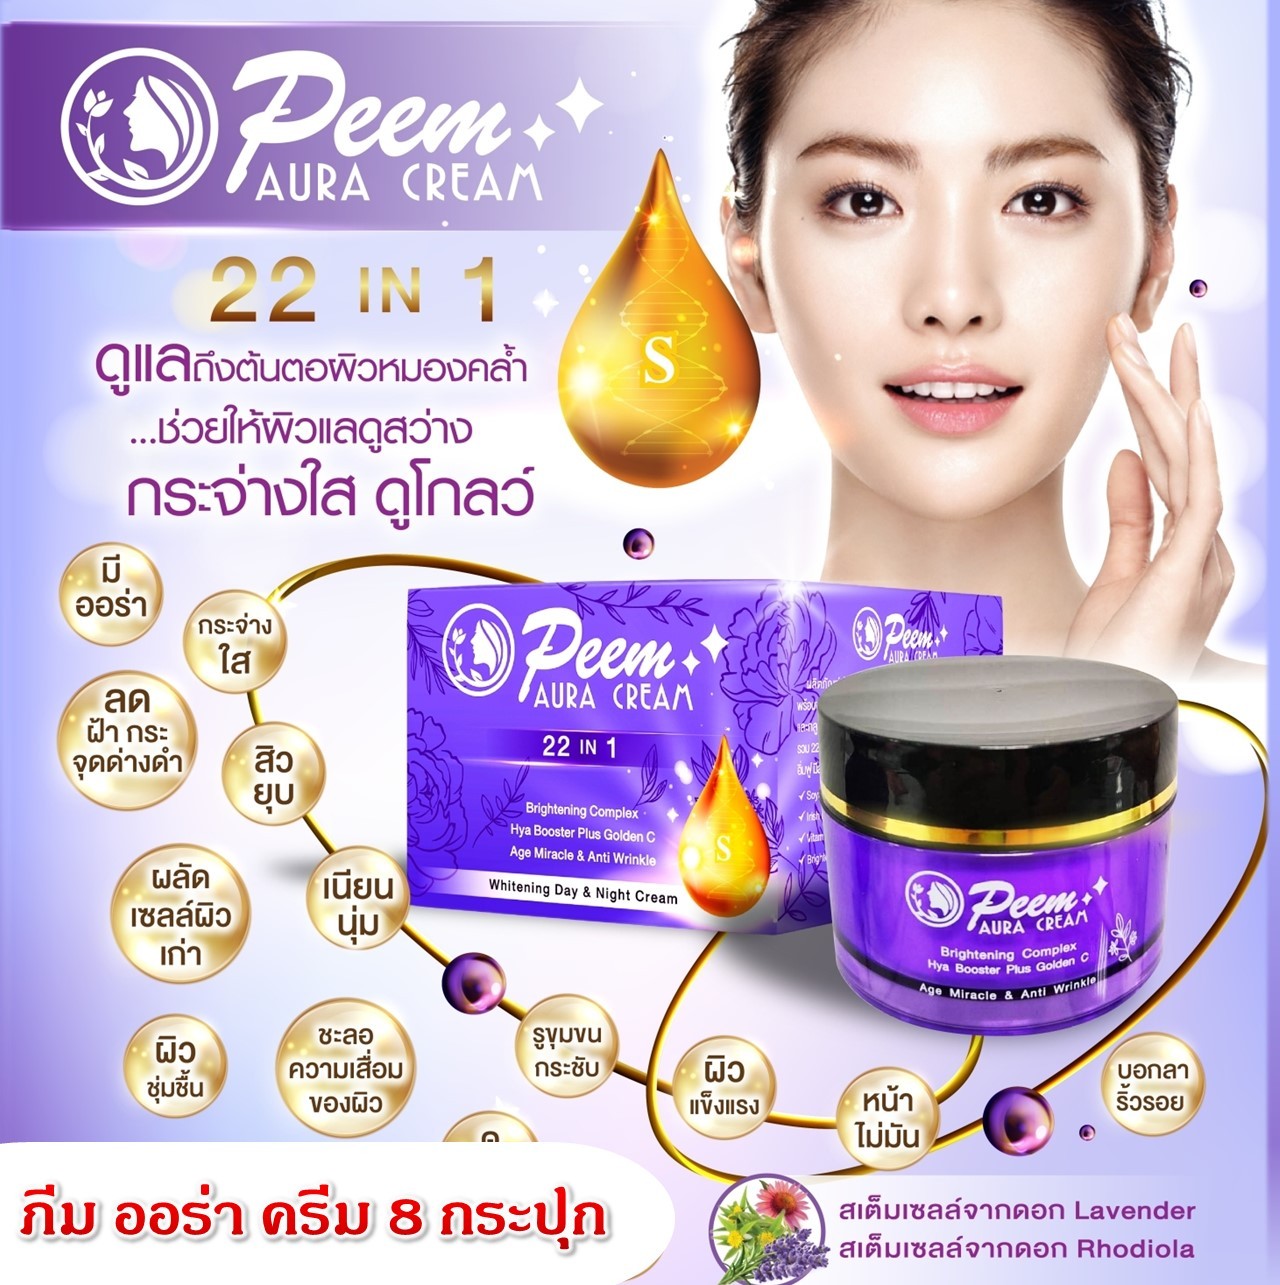 Peem
AURA CREAM
22 IN 1
ดูแลถึงต้นตอผิวหมองคล้ำ
...ช่วยให้ผิวแลดูสว่าง
กระจ่างใส ดูโกลว์
S
มี
ออร่า
กระจ่าง
ใส
ลด
ฝ้า กระ
จุดด่างดำ
สิว
ยุบ
ผลัด
เซลล์ผิว
เก่า
เนียน
นุ่ม
ผิว
ชุ่มชื้น
ชะลอ
ความเสื่อม
ของผิว
รูขุมขน
กระชับ
ผิว
แข็งแรง
หน้า
ไม่มัน
บอกลา
ริ้วรอย
Peem
AURA CREAM
22 IN 1
Brightening Complex
Hya Booster Plus Golden C
Age Miracle & Anti Wrinkle
Whitening Day & Night Cream
S
Peem
AURA CREAM
Peem
AURA CREAM
Brightening Complex
Hya Booster Plus Golden C
Age Miracle & Anti Wrinkle
ภีม ออร่า ครีม 8 กระปุก
สเต็มเซลล์จากดอก Lavender
สเต็มเซลล์จากดอก Rhodiola